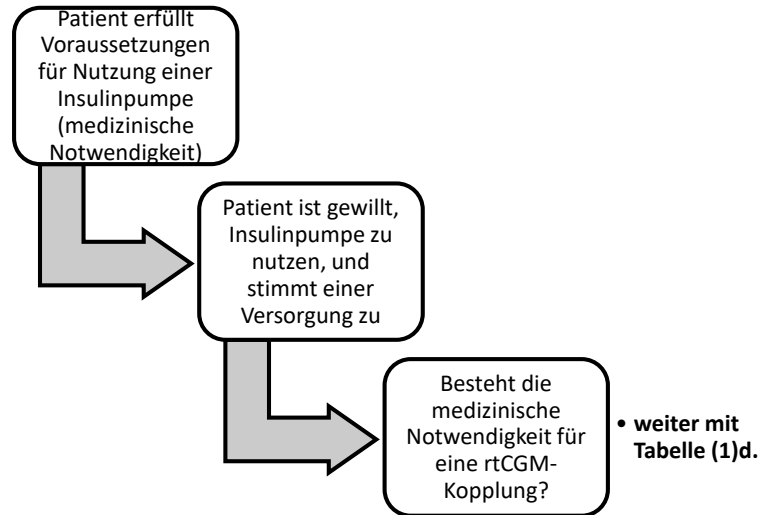 Patient erfüllt
Voraussetzungen
für Nutzung einer
Insulinpumpe
(medizinische
Notwendigkeit)
Patient ist gewillt,
Insulinpumpe zu
nutzen, und
stimmt einer
Versorgung zu
Besteht die
medizinische
Notwendigkeit für
eine rtCGM-
Kopplung?
• weiter mit
Tabelle (1)d.